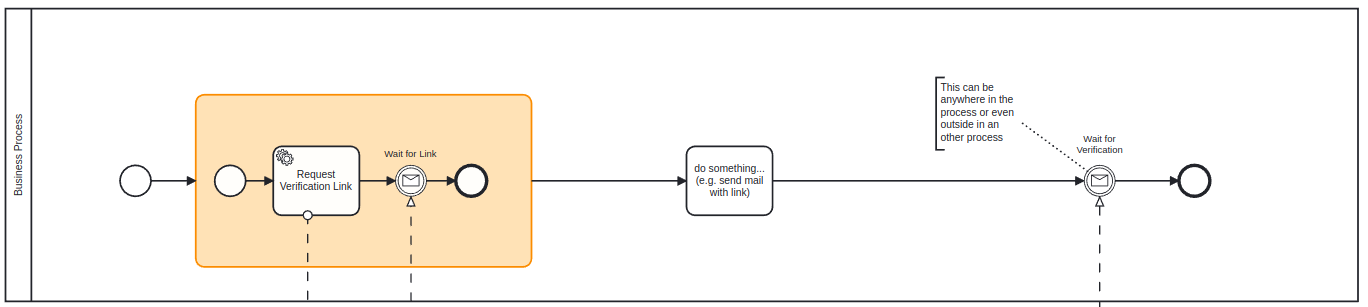 Business Process
Wait for Link
Request
Verification Link
do something...
(e.g. send mail
with link)
This can be
anywhere in the
process or even
outside in an
other process
Wait for
Verification